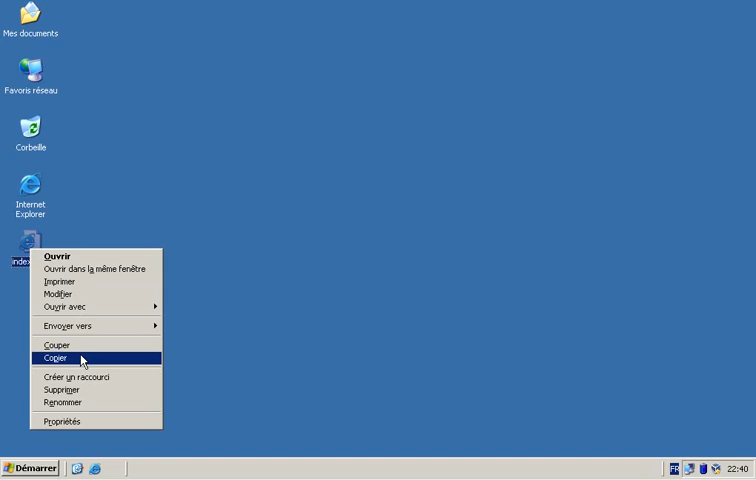 Mes documents
Favoris réseau
Corbeille
Internet
Explorer
index
Ouvrir
Ouvrir dans la même fenêtre
Imprimer
Modifier
Ouvrir avec
Envoyer vers
Couper
Copier
Créer un raccourci
Supprimer
Renommer
Propriétés
Démarrer
FR
22:40